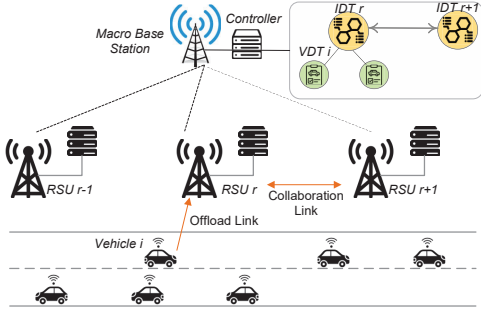 IDT r
IDT r+1
Controller
Macro Base
Station
VDT i
RSU r-1
RSU r
RSU r+1
Collaboration
Link
Offload Link
Vehicle i